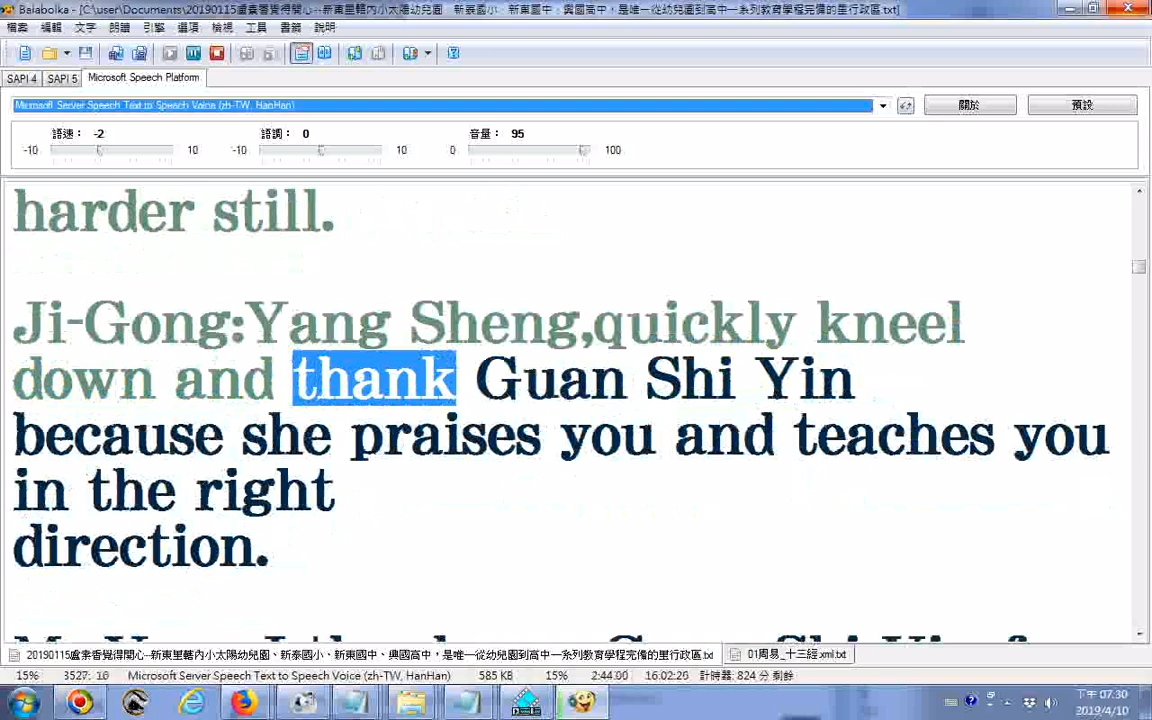 Balabolka - [C:\user\Documents\20190115盧素香覺得開心--新東里轄內小太陽幼兒園、新泰國小、新東國中、興國高中，是唯一從幼兒園到高中一系列教育學程完備的里行政區.txt]
檔案 編輯 文字 朗讀 引擎 選項 檢視 工具 書籤 說明
SAPI 4 SAPI 5 Microsoft Speech Platform
Microsoft Server Speech Text to Speech Voice (zh-TW, HanHan)
關於 預設
語速： -2 語調： 0 音量： 95
-10 10 -10 10 0 100
harder still.
Ji-Gong:Yang Sheng,quickly kneel
down and thank Guan Shi Yin
because she praises you and teaches you
in the right
direction.
20190115盧素香覺得開心--新東里轄內小太陽幼兒園、新泰國小、新東國中、興國高中，是唯一從幼兒園到高中一系列教育學程完備的里行政區.txt 01周易_十三經.xml.txt
15% 3527: 10 Microsoft Server Speech Text to Speech Voice (zh-TW, HanHan) 585 KB 15% 2:44:00 16:02:26 計時器: 824 分 剩餘
下午 07:30
2019/4/10